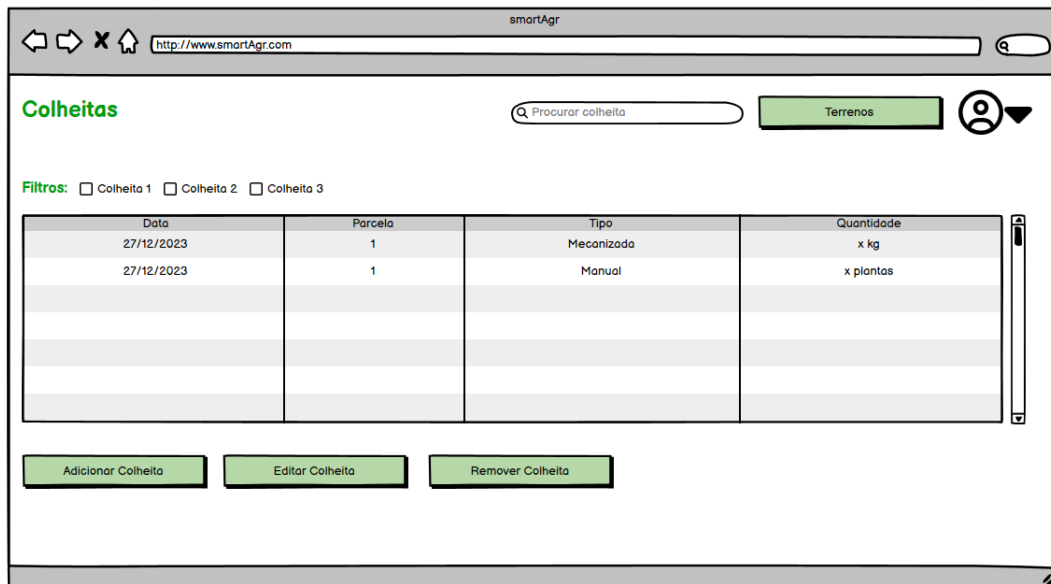 smartAgr
http://www.smartAgr.com
Colheitas
Procurar colheita
Terrenos
Filtros: Colheita 1 Colheita 2 Colheita 3
Data Parcela Tipo Quantidade
27/12/2023 1 Mecanizada x kg
27/12/2023 1 Manual x plantas
Adicionar Colheita Editar Colheita Remover Colheita